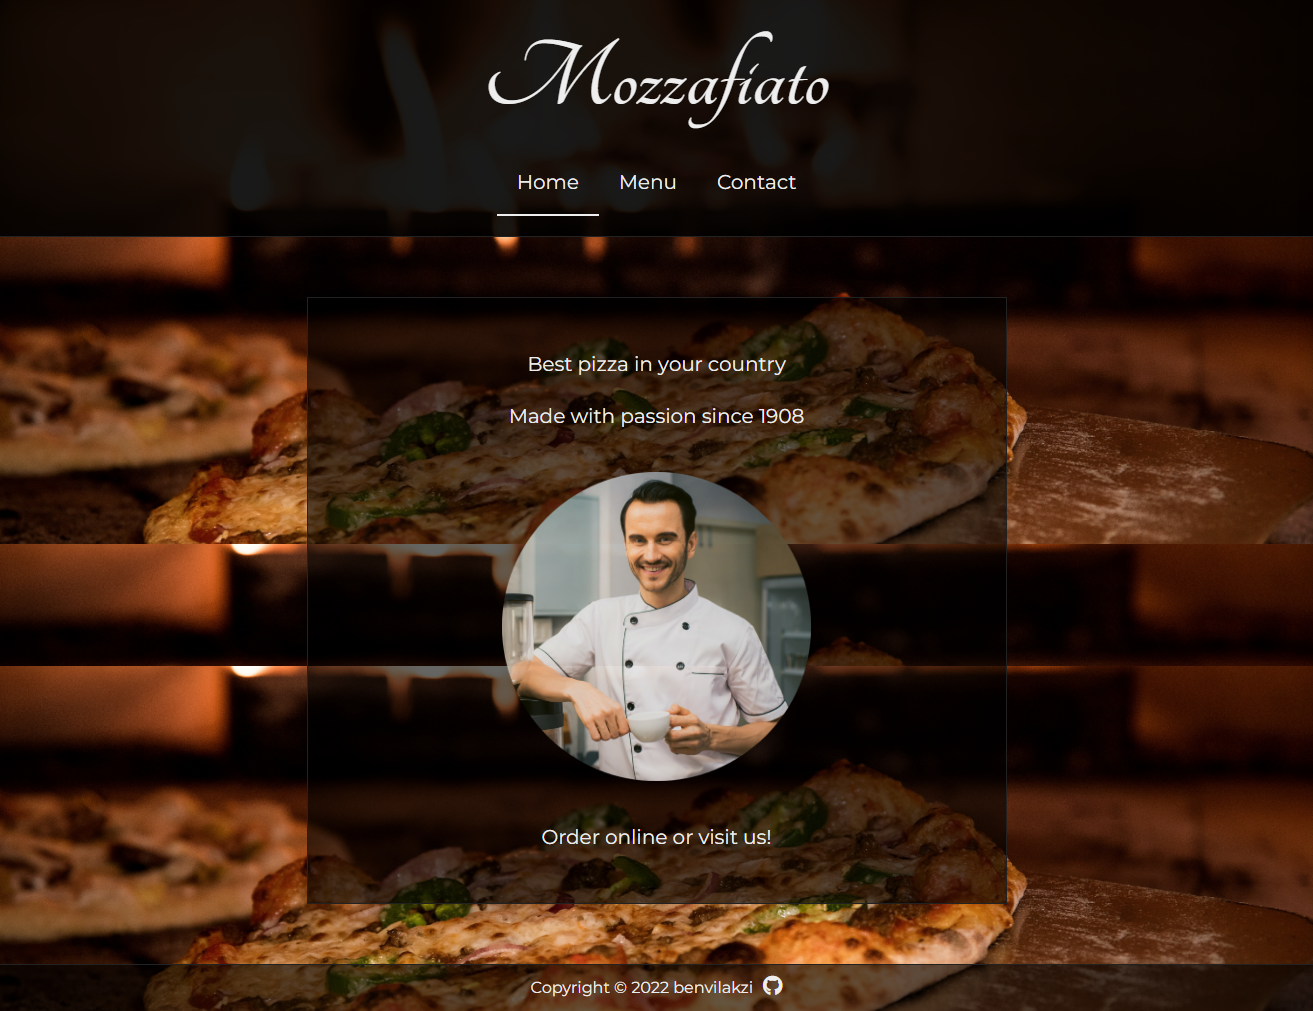 Mozzafiato
Home Menu Contact
Best pizza in your country
Made with passion since 1908
Order online or visit us!
Copyright © 2022 benvilakzi